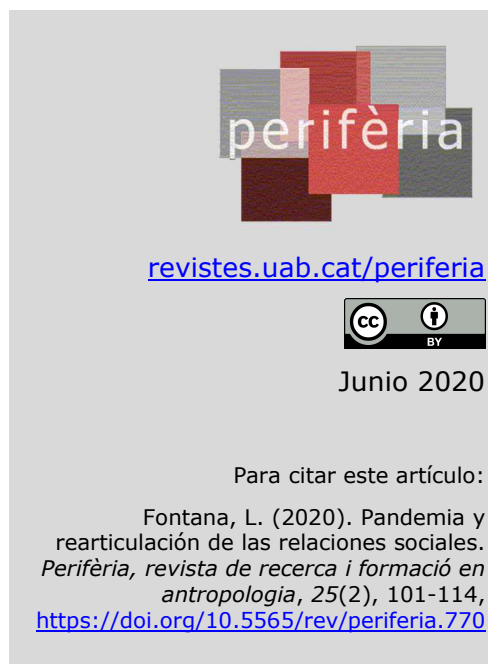 perifèria
revistes.uab.cat/periferia
cc
BY
Junio 2020
Para citar este artículo:
Fontana, L. (2020). Pandemia y
rearticulación de las relaciones sociales.
Perifèria, revista de recerca i formació en
antropologia, 25(2), 101-114,
https://doi.org/10.5565/rev/periferia.770